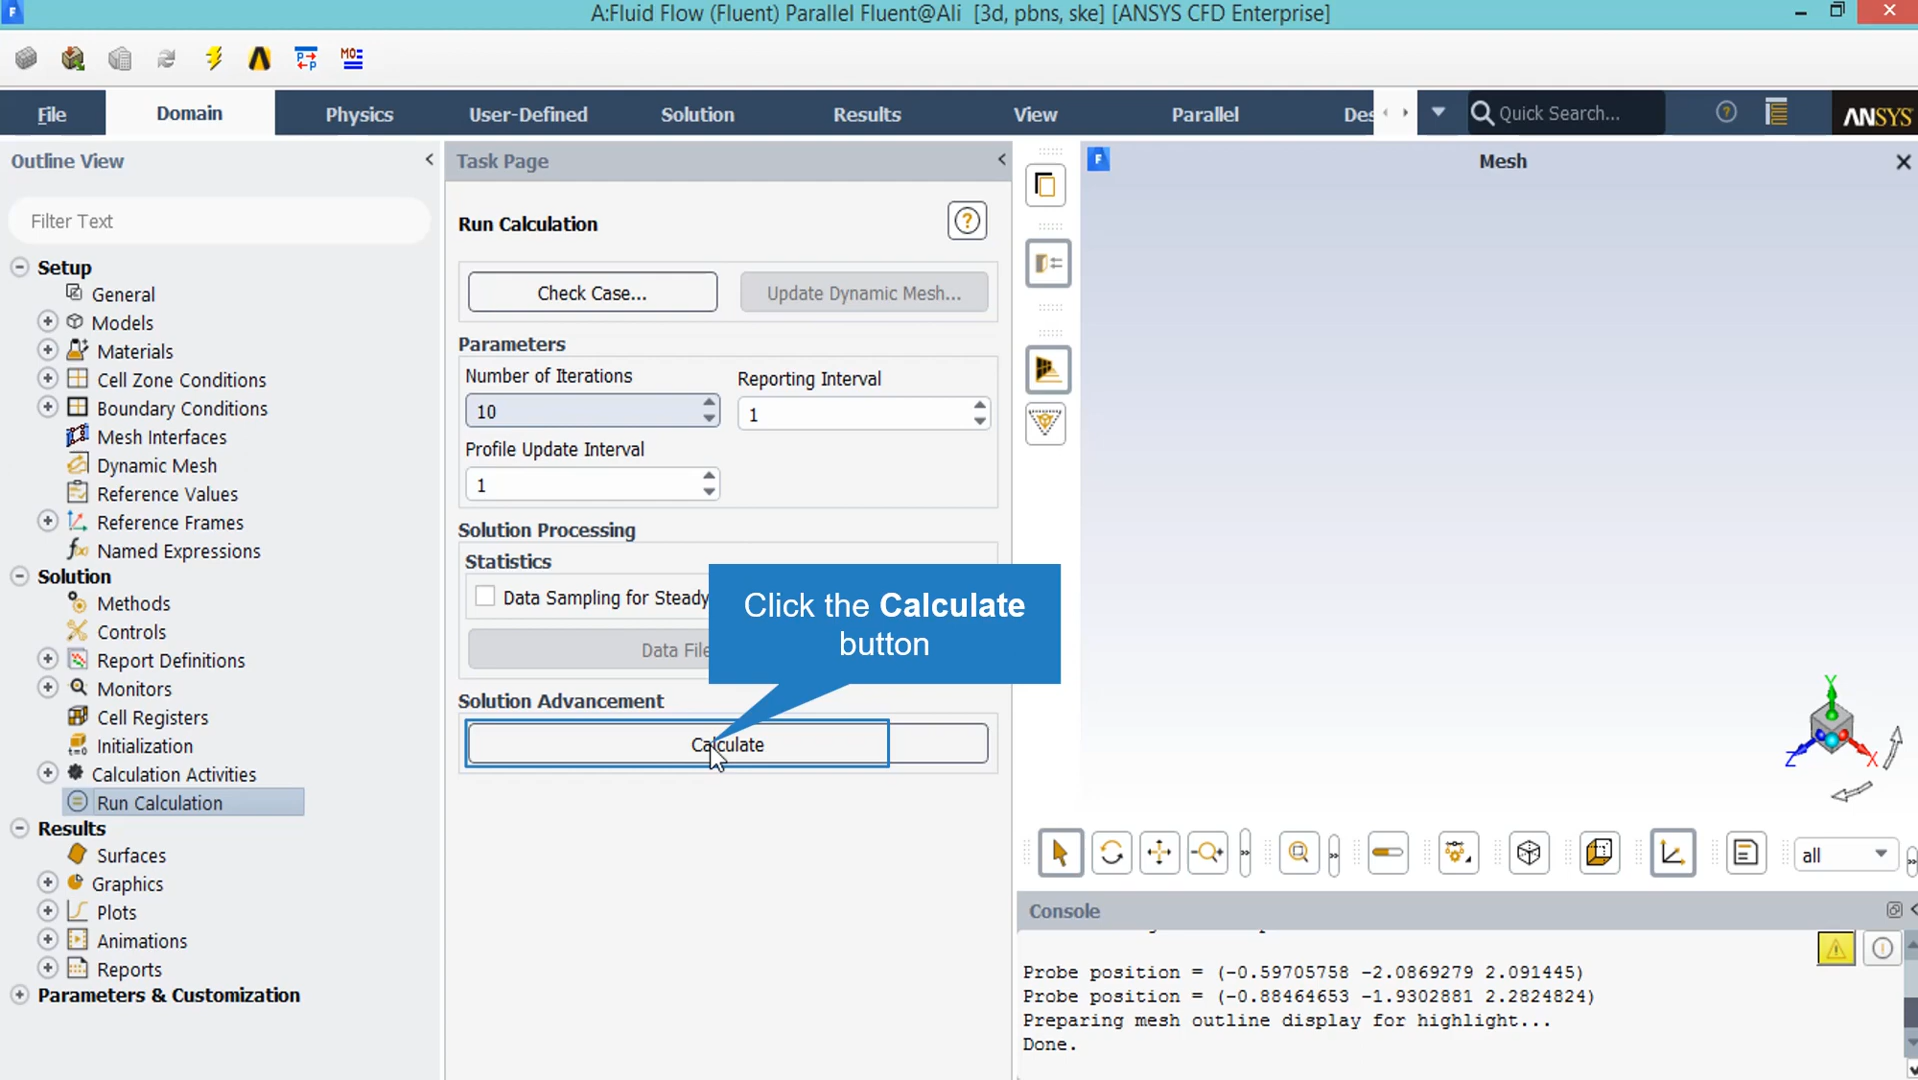 A:Fluid Flow (Fluent) Parallel Fluent@Ali [3d, pbns, ske] [ANSYS CFD Enterprise]
File
Domain
Physics
User-Defined
Solution
Results
View
Parallel
Des
Quick Search...
ANSYS
Outline View
Filter Text
Setup
General
Models
Materials
Cell Zone Conditions
Boundary Conditions
Mesh Interfaces
Dynamic Mesh
Reference Values
Reference Frames
Named Expressions
Solution
Methods
Controls
Report Definitions
Monitors
Cell Registers
Initialization
Calculation Activities
Run Calculation
Results
Surfaces
Graphics
Plots
Animations
Reports
Parameters & Customization
Task Page
Run Calculation
Check Case...
Update Dynamic Mesh...
Parameters
Number of Iterations
10
Reporting Interval
1
Profile Update Interval
1
Solution Processing
Statistics
Data Sampling for Steady
Data File
Click the Calculate
button
Solution Advancement
Calculate
Mesh
Y
Z
X
all
Console
Probe position = (-0.59705758 -2.0869279 2.091445)
Probe position = (-0.88464653 -1.9302881 2.2824824)
Preparing mesh outline display for highlight...
Done.